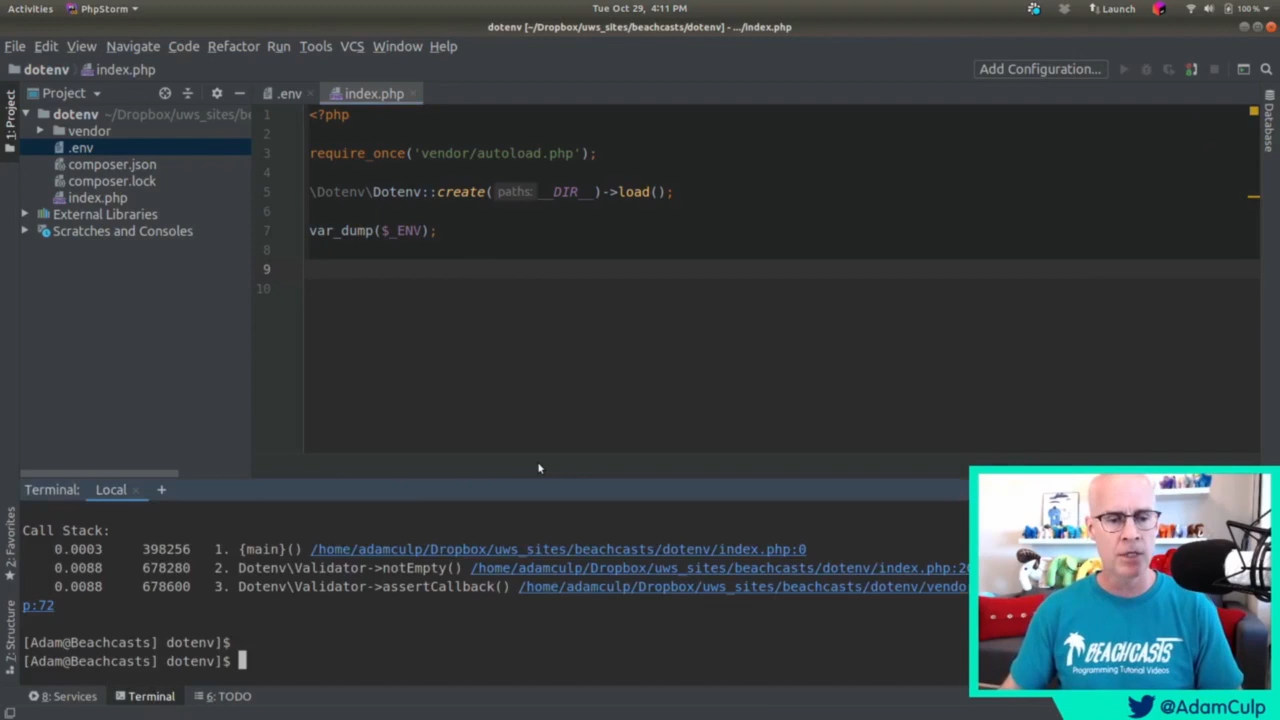 Activities PhpStorm Tue Oct 29, 4:11 PM Launch 100 %
dotenv [~/Dropbox/uws_sites/beachcasts/dotenv] - .../index.php
File Edit View Navigate Code Refactor Run Tools VCS Window Help
dotenv index.php Add Configuration...
1: Project
Project
.env index.php
dotenv ~/Dropbox/uws_sites/be
vendor
.env
composer.json
composer.lock
index.php
External Libraries
Scratches and Consoles
1 <?php
2
3 require_once('vendor/autoload.php');
4
5 \Dotenv\Dotenv::create( paths: __DIR__)->load();
6
7 var_dump($_ENV);
8
9
10
Database
Terminal: Local +
Call Stack:
0.0003 398256 1. {main}() /home/adamculp/Dropbox/uws_sites/beachcasts/dotenv/index.php:0
0.0088 678280 2. Dotenv\Validator->notEmpty() /home/adamculp/Dropbox/uws_sites/beachcasts/dotenv/index.php:20
0.0088 678600 3. Dotenv\Validator->assertCallback() /home/adamculp/Dropbox/uws_sites/beachcasts/dotenv/vendo
p:72
[Adam@Beachcasts] dotenv]$
[Adam@Beachcasts] dotenv]$
2: Favorites
7: Structure
8: Services Terminal 6: TODO
BEACHCASTS
Programming Tutorial Videos
@AdamCulp